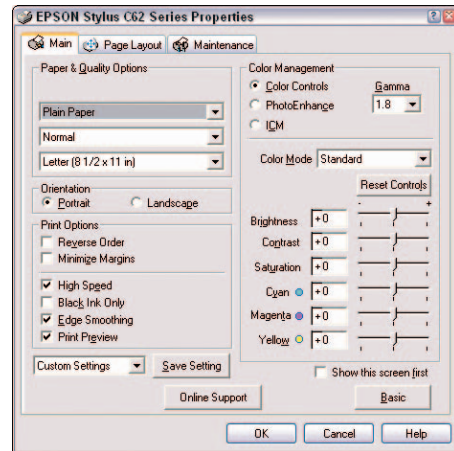 EPSON Stylus C62 Series Properties
Main
Page Layout
Maintenance
Paper & Quality Options
Plain Paper
Normal
Letter (8 1/2 x 11 in)
Orientation
Portrait
Landscape
Print Options
Reverse Order
Minimize Margins
High Speed
Black Ink Only
Edge Smoothing
Print Preview
Custom Settings
Save Setting
Color Management
Color Controls
PhotoEnhance
ICM
Gamma
1.8
Color Mode
Standard
Reset Controls
- +
Brightness +0
Contrast +0
Saturation +0
Cyan +0
Magenta +0
Yellow +0
Show this screen first
Online Support
Basic
OK
Cancel
Help